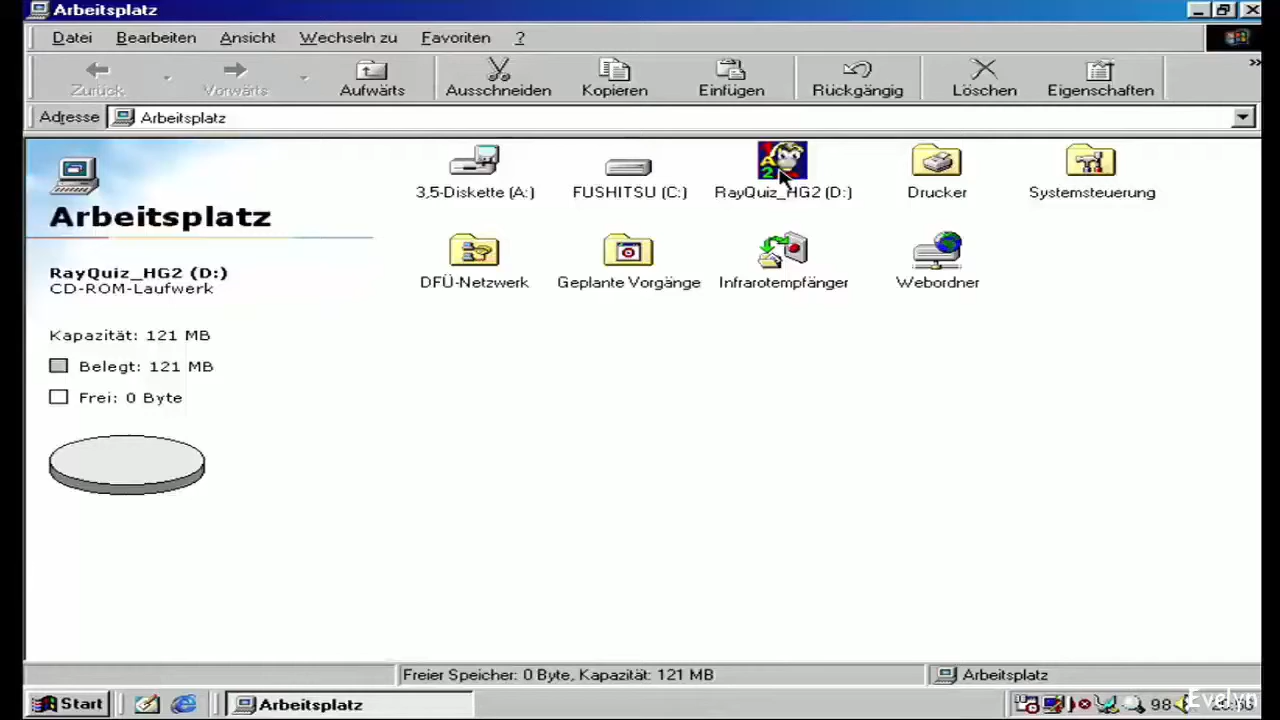 Arbeitsplatz
Datei Bearbeiten Ansicht Wechseln zu Favoriten ?
Zurück Vorwärts Aufwärts Ausschneiden Kopieren Einfügen Rückgängig Löschen Eigenschaften »
Adresse Arbeitsplatz
3,5-Diskette (A:) FUSHITSU (C:) RayQuiz_HG2 (D:) Drucker Systemsteuerung
DFÜ-Netzwerk Geplante Vorgänge Infrarotempfänger Webordner
Arbeitsplatz
RayQuiz_HG2 (D:)
CD-ROM-Laufwerk
Kapazität: 121 MB
Belegt: 121 MB
Frei: 0 Byte
Freier Speicher: 0 Byte, Kapazität: 121 MB Arbeitsplatz
Start Arbeitsplatz 98
Evelyn